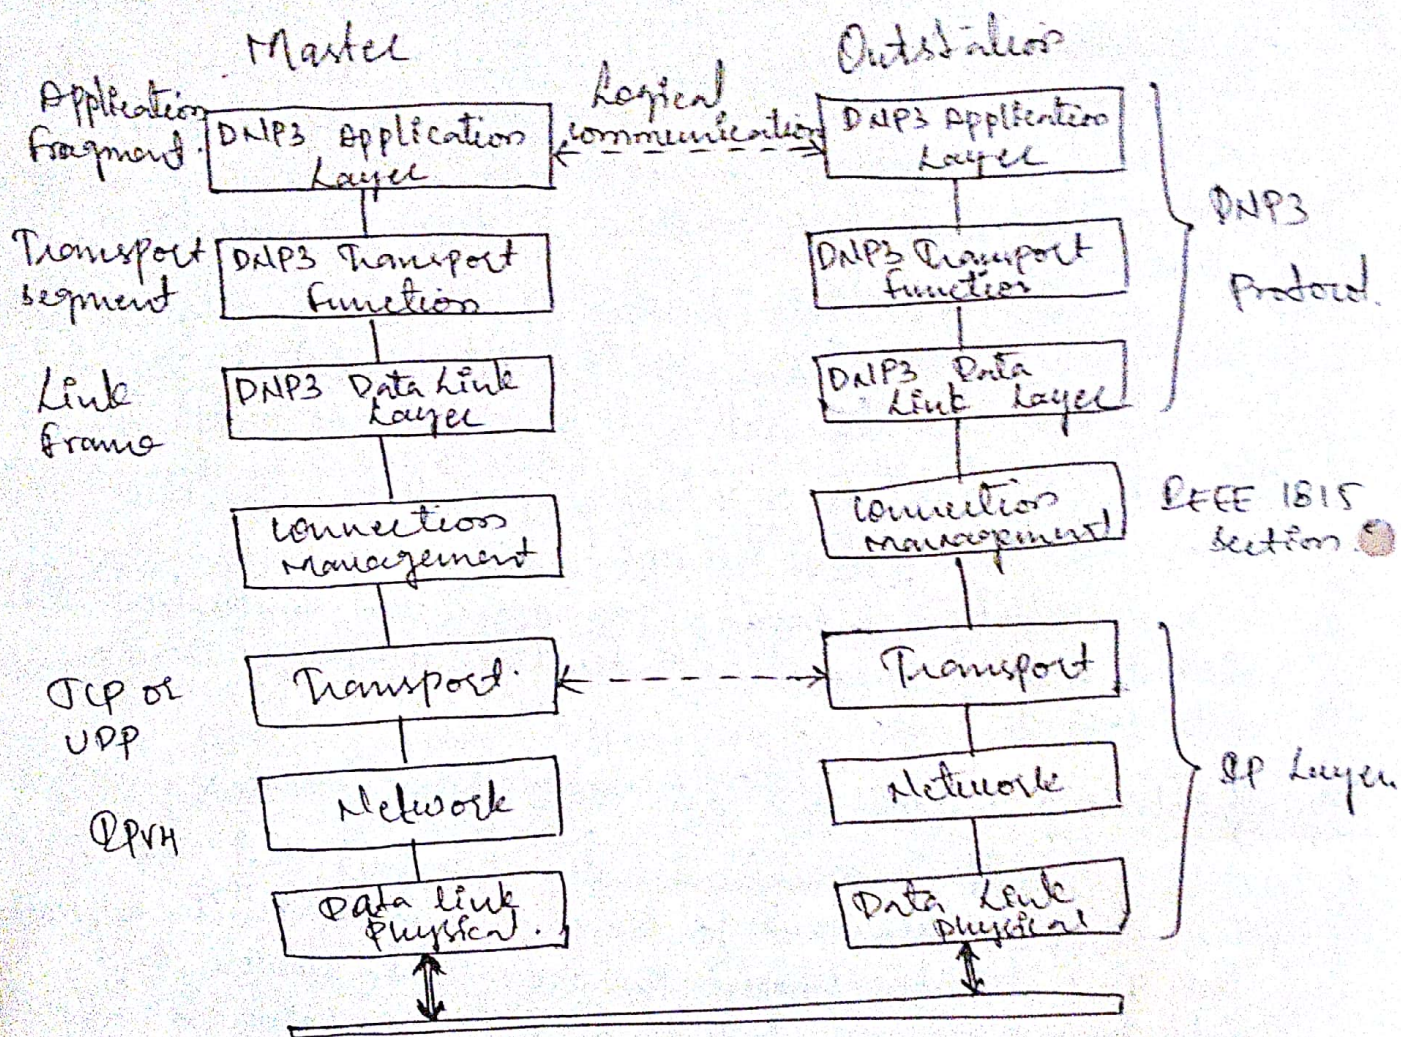 Master
Outstation
Application
fragment.
DNP3 Application
Layer
Logical
communication
DNP3 Application
Layer
DNP3
Protocol.
Transport
segment
DNP3 Transport
function
DNP3 Transport
function
Link
frame
DNP3 Data Link
Layer
DNP3 Data
Link Layer
Connection
Management
Connection
management
IEEE 1815
section
TCP or
UDP
Transport.
Transport
IPV4
Network
Network
IP Layer
Data link
physical.
Data Link
physical